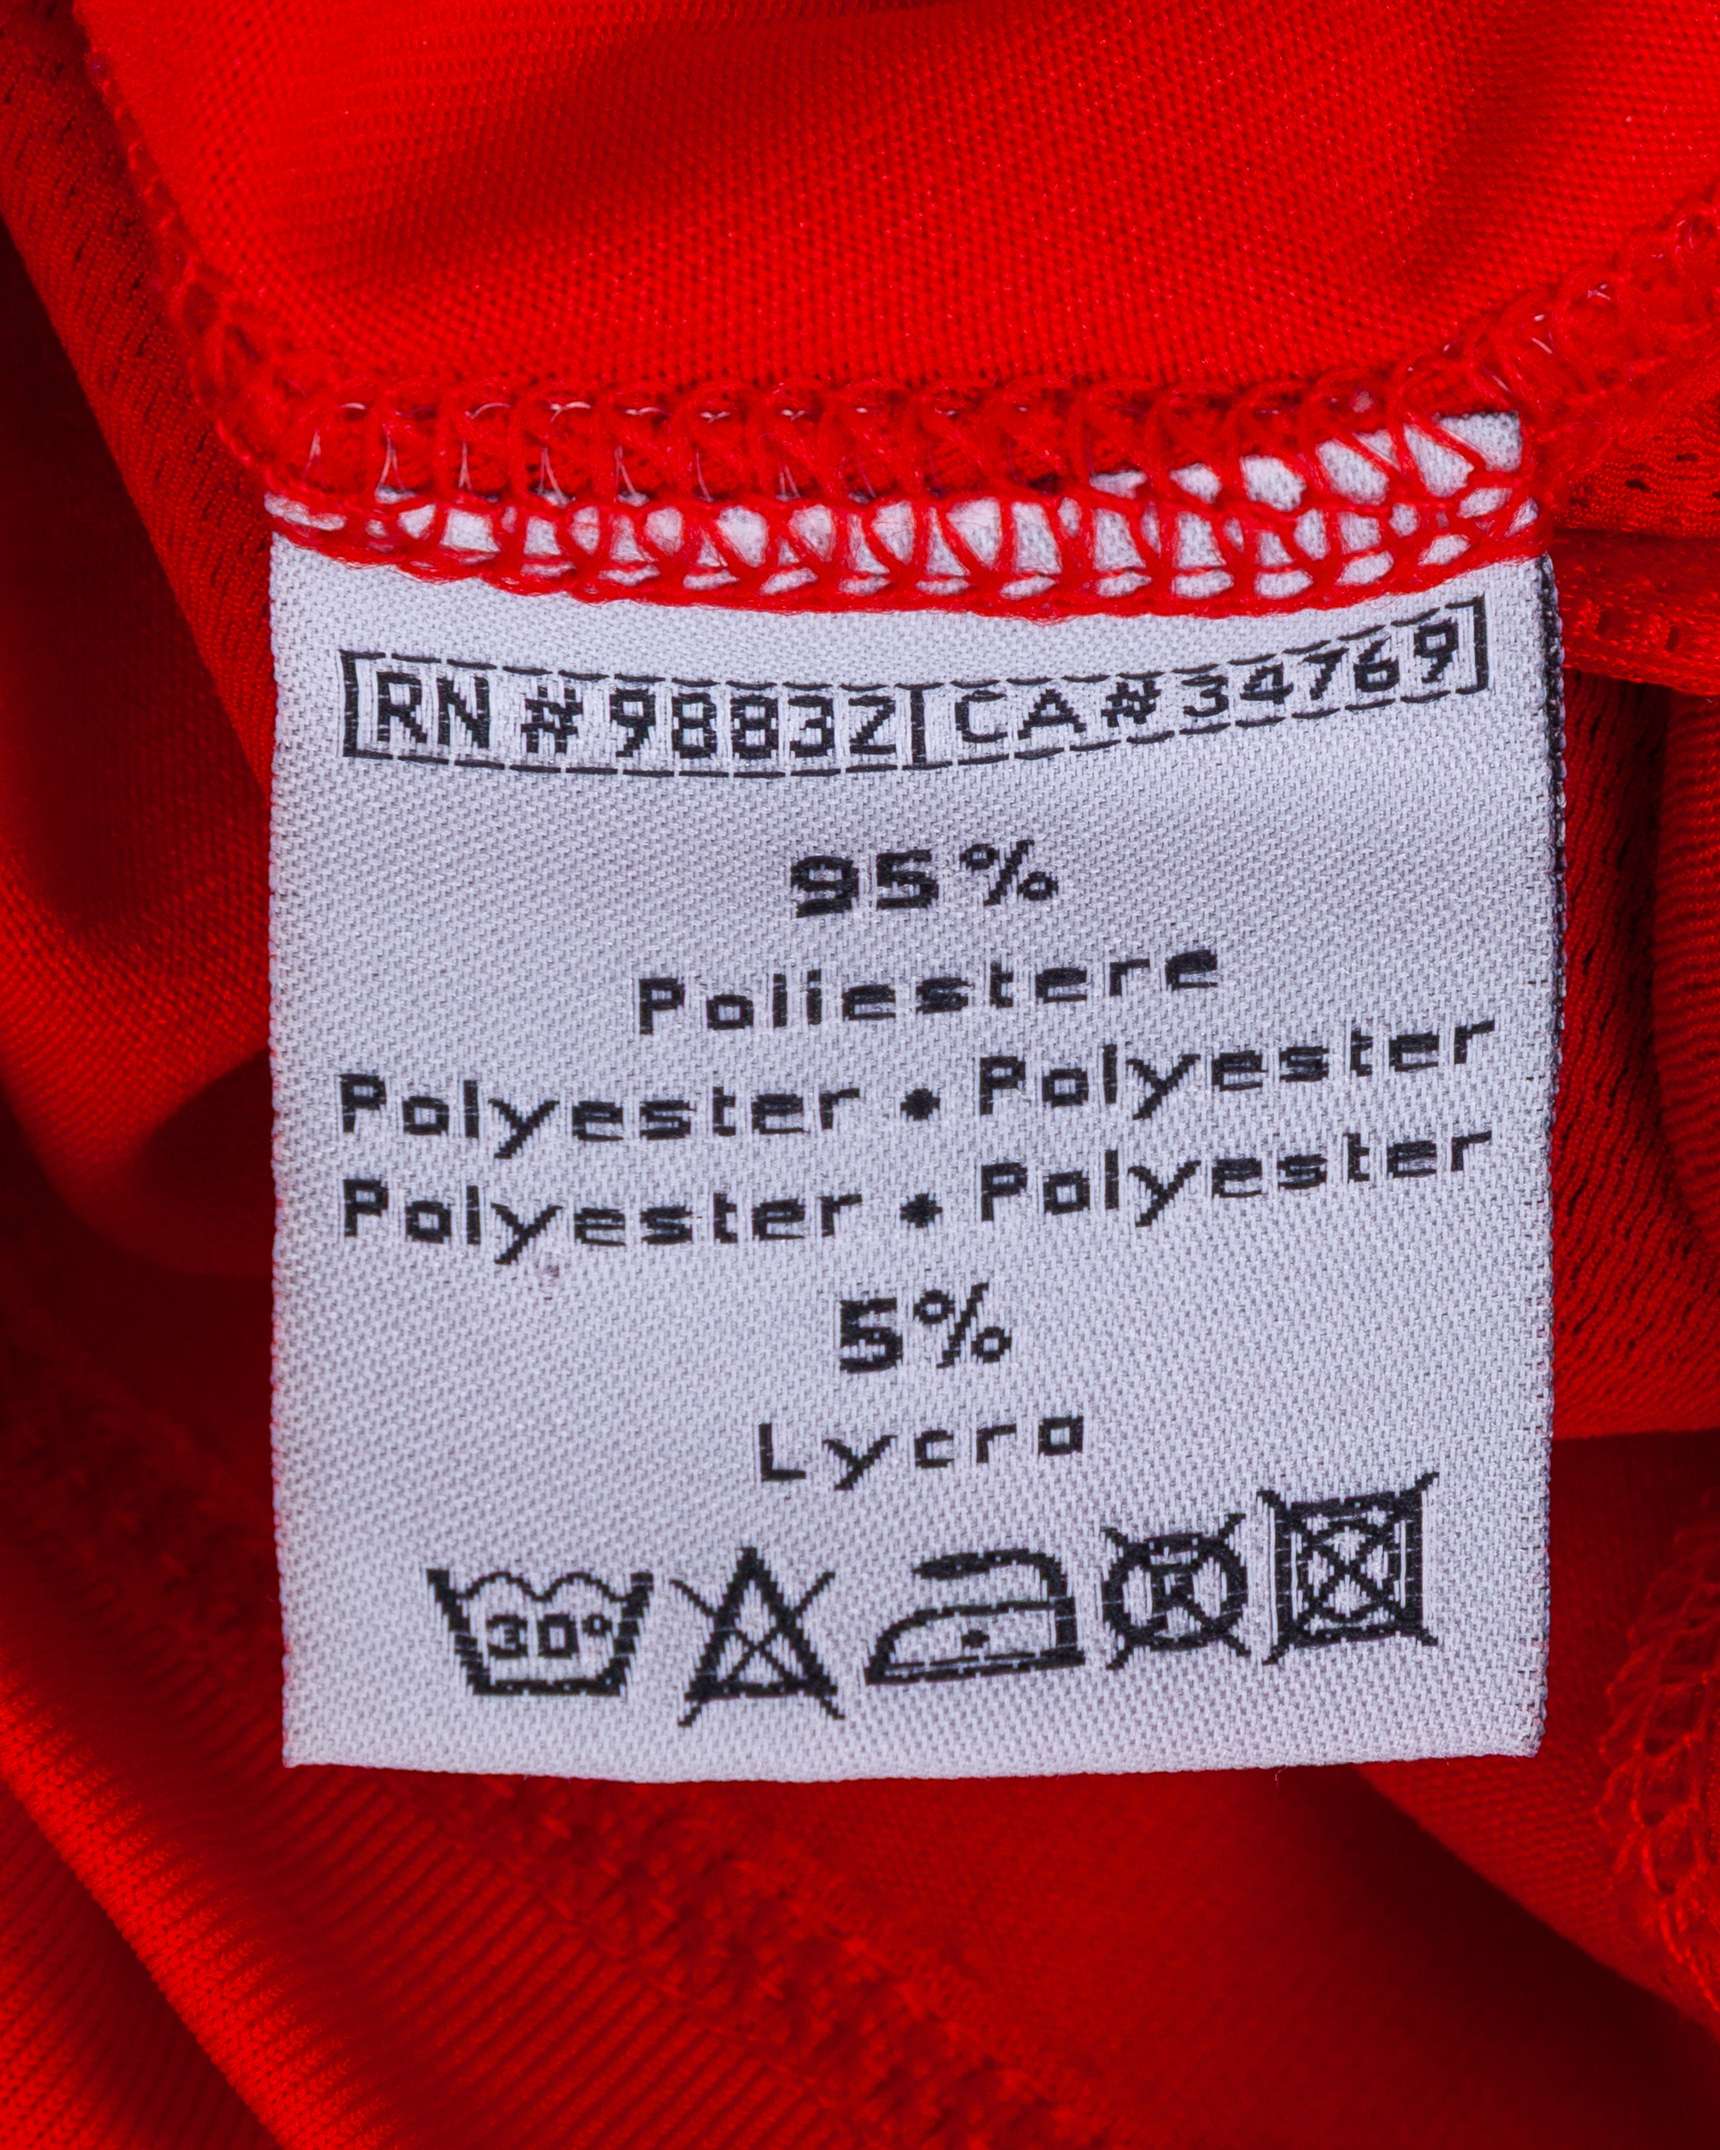 RN # 98832 CA # 34769
95%
Poliestere
Polyester • Polyester
Polyester • Polyester
5%
Lycra
30°